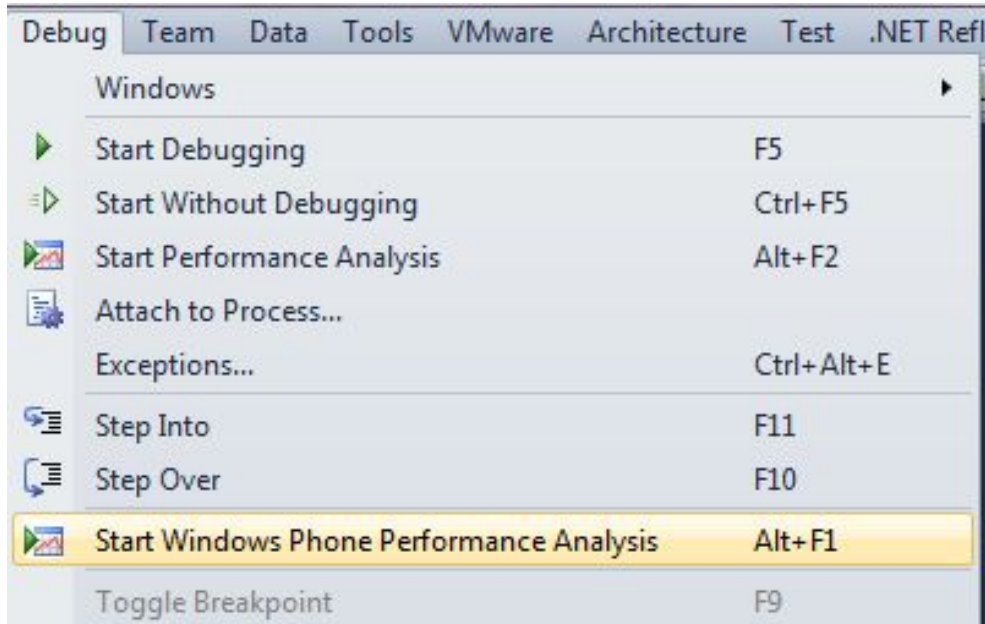 Debug Team Data Tools VMware Architecture Test .NET Refl
Windows
Start Debugging F5
Start Without Debugging Ctrl+F5
Start Performance Analysis Alt+F2
Attach to Process...
Exceptions... Ctrl+Alt+E
Step Into F11
Step Over F10
Start Windows Phone Performance Analysis Alt+F1
Toggle Breakpoint F9